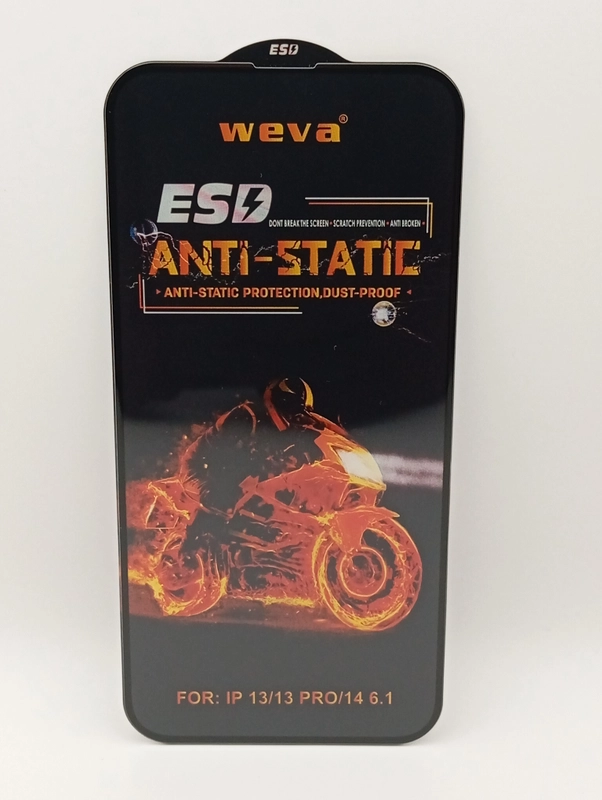 ESD
weva®
ESD
DONT BREAK THE SCREEN • SCRATCH PREVENTION • ANTI BROKEN •
ANTI-STATIC
ANTI-STATIC PROTECTION,DUST-PROOF
FOR: IP 13/13 PRO/14 6.1